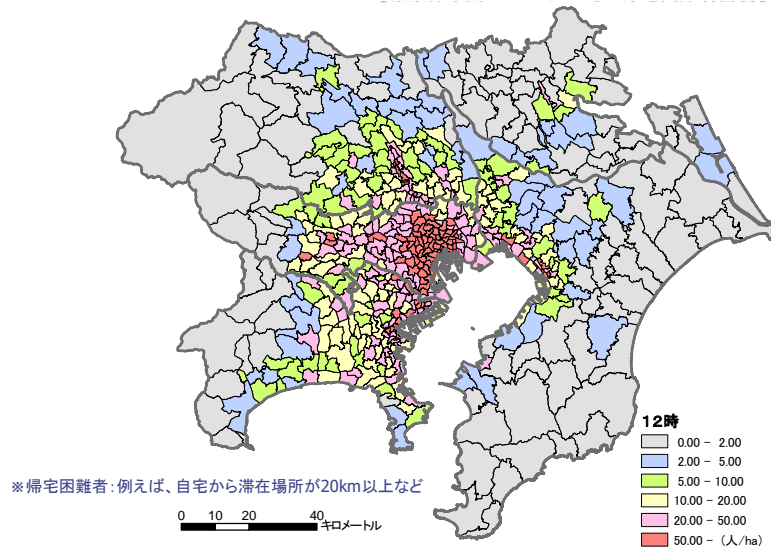 12時
0.00 - 2.00
2.00 - 5.00
5.00 - 10.00
10.00 - 20.00
20.00 - 50.00
50.00 - (人/ha)
※帰宅困難者:例えば、自宅から滞在場所が20km以上など
0 10 20 40 キロメートル